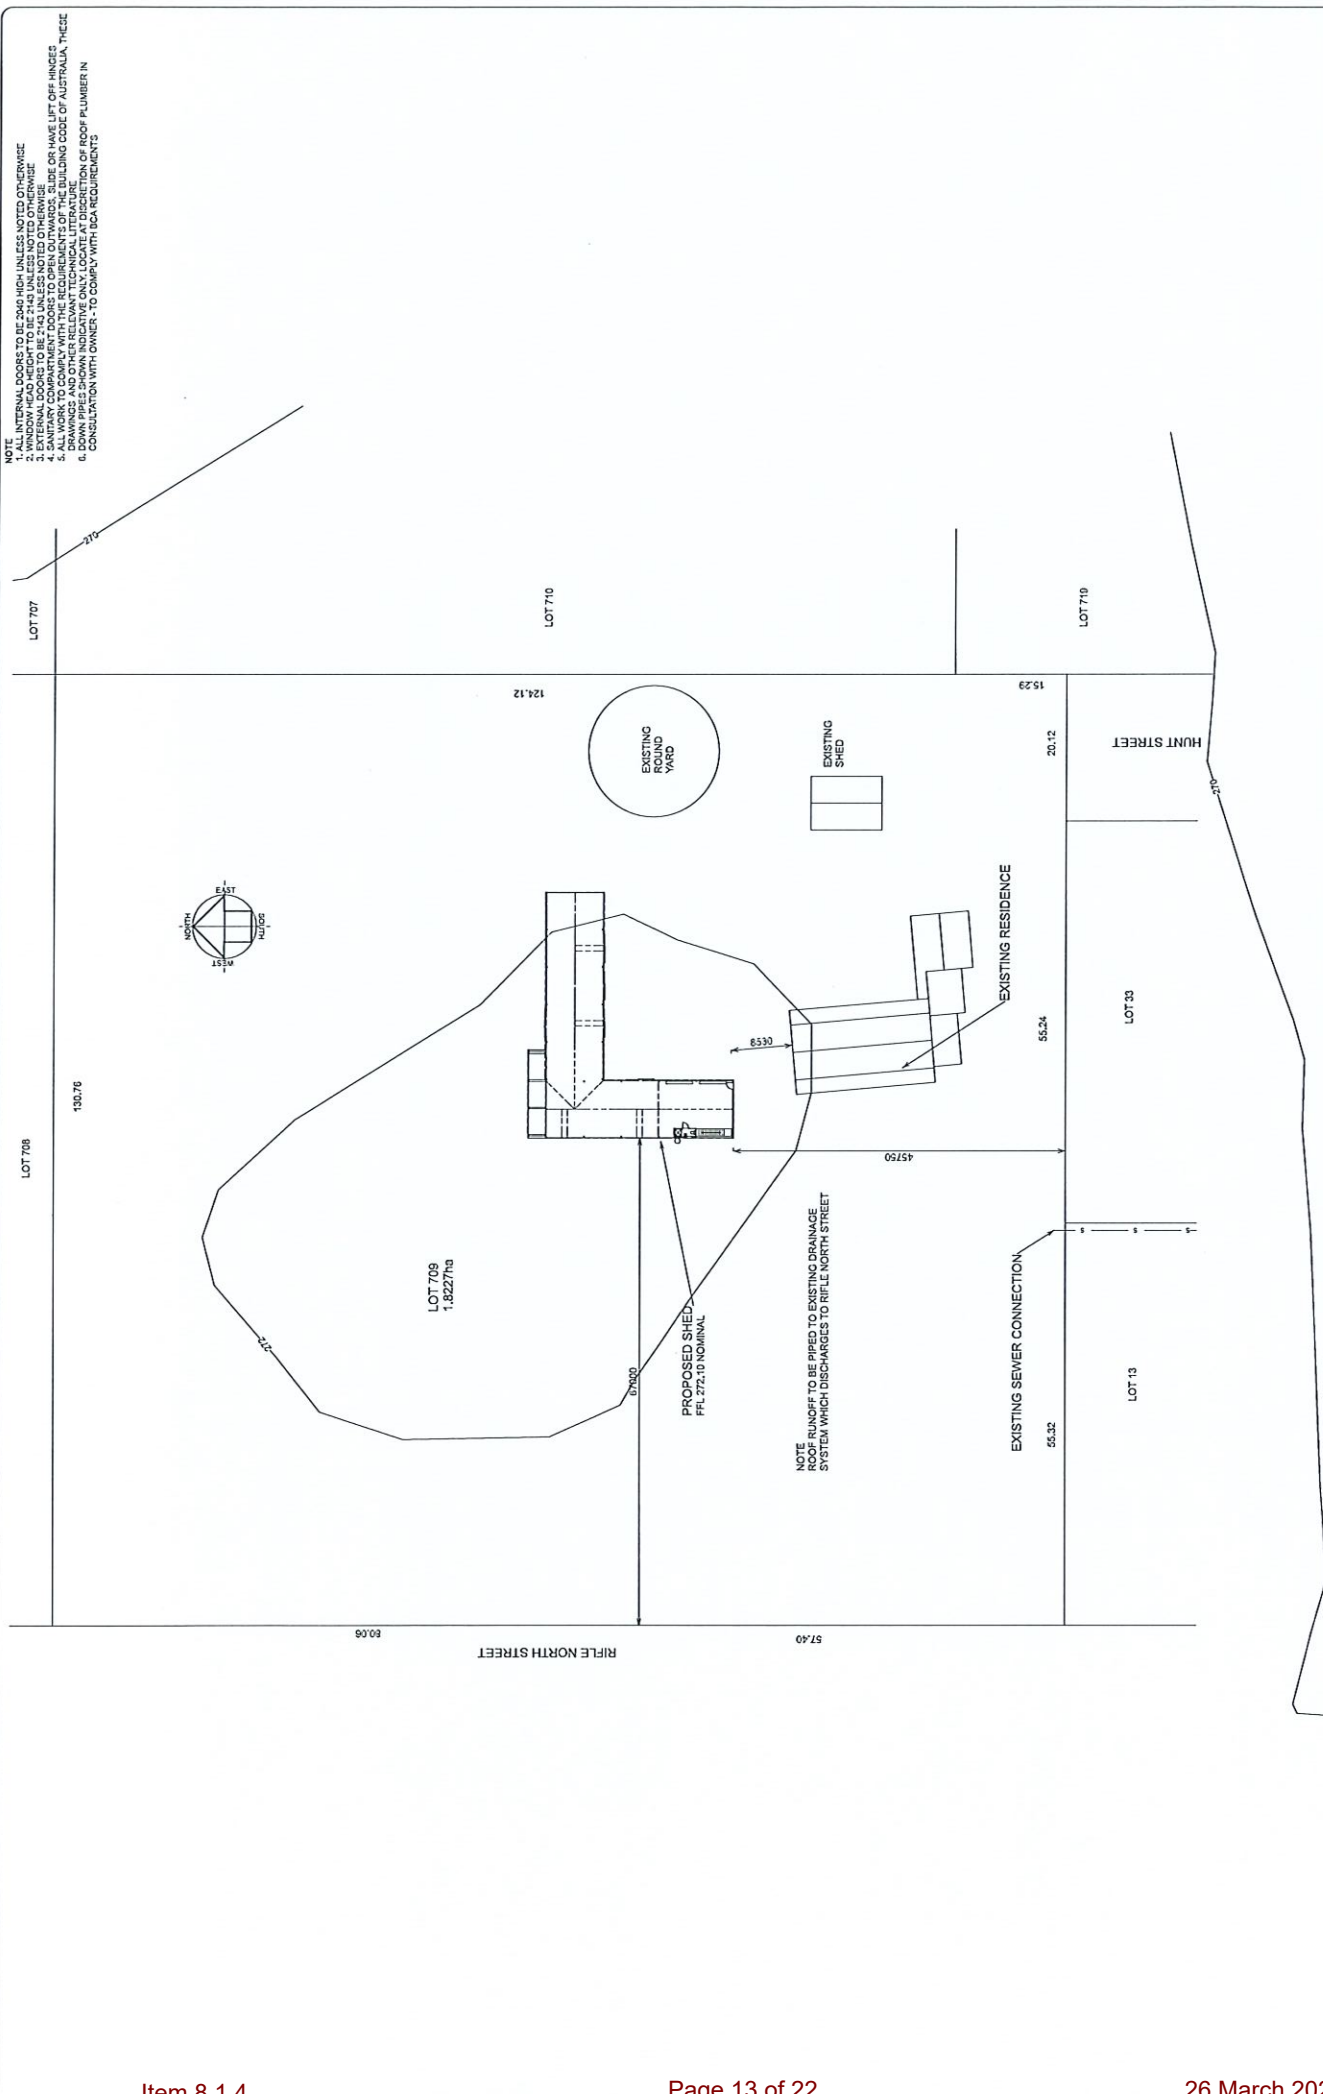 NOTE
1. ALL INTERNAL DOORS TO BE 2040 HIGH UNLESS NOTED OTHERWISE
2. WINDOW HEAD HEIGHT TO BE 2143 UNLESS NOTED OTHERWISE
3. EXTERNAL DOORS TO BE 2143 UNLESS NOTED OTHERWISE
4. SANITARY COMPARTMENT DOORS TO OPEN OUTWARDS, SLIDE OR HAVE LIFT OFF HINGES
5. ALL WORK TO COMPLY WITH THE REQUIREMENTS OF THE BUILDING CODE OF AUSTRALIA, THESE
DRAWINGS AND OTHER RELEVANT TECHNICAL LITERATURE
6. DOWN PIPES SHOWN INDICATIVE ONLY. LOCATE AT DISCRETION OF ROOF PLUMBER IN
CONSULTATION WITH OWNER - TO COMPLY WITH BCA REQUIREMENTS
270
LOT 707
LOT 710
LOT 719
124.12
15.29
EXISTING
ROUND
YARD
EXISTING
SHED
20.12
HUNT STREET
270
NORTH
EAST
SOUTH
WEST
EXISTING RESIDENCE
LOT 33
55.24
8530
130.76
LOT 708
45750
LOT 709
1.8227ha
272
67000
PROPOSED SHED
FFL 272.10 NOMINAL
NOTE
ROOF RUNOFF TO BE PIPED TO EXISTING DRAINAGE
SYSTEM WHICH DISCHARGES TO RIFLE NORTH STREET
EXISTING SEWER CONNECTION
S
S
S
55.32
LOT 13
80.06
RIFLE NORTH STREET
57.40
Item 8.1.4
Page 13 of 22
26 March 202